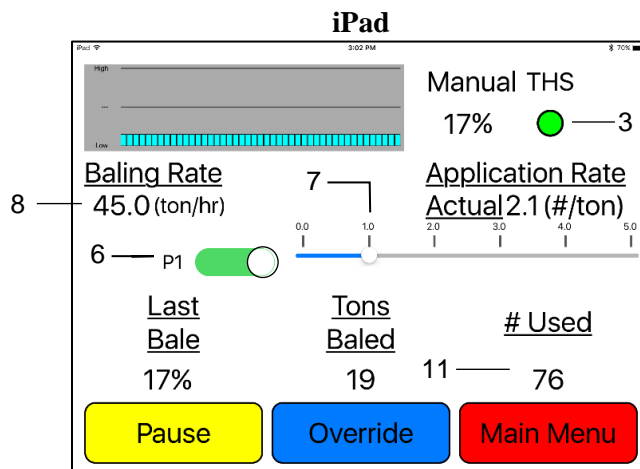 iPad
iPad 3:02 PM 70%
High
---
Low
Manual THS
17% 3
Baling Rate
8 45.0 (ton/hr)
7
Application Rate
Actual 2.1 (#/ton)
0.0 1.0 2.0 3.0 4.0 5.0
6 P1
Last Bale
Tons Baled
# Used
17% 19 11 76
Pause Override Main Menu